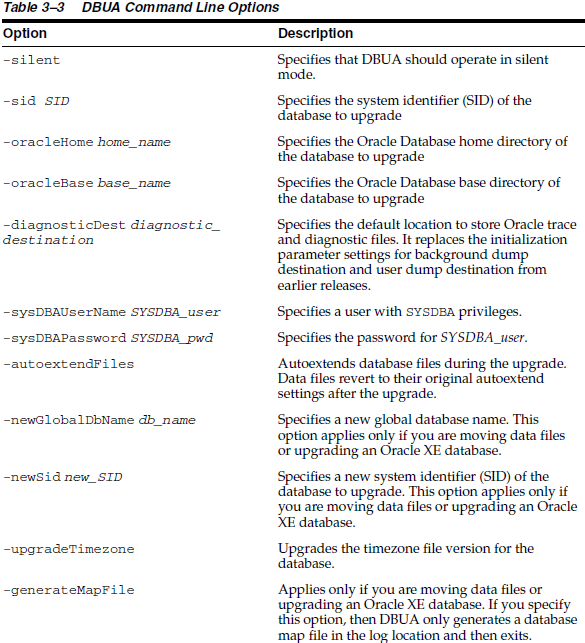 Table 3–3 DBUA Command Line Options
Option Description
-silent Specifies that DBUA should operate in silent
mode.
-sid SID Specifies the system identifier (SID) of the
database to upgrade
-oracleHome home_name Specifies the Oracle Database home directory of
the database to upgrade
-oracleBase base_name Specifies the Oracle Database base directory of
the database to upgrade
-diagnosticDest diagnostic_ Specifies the default location to store Oracle trace
destination and diagnostic files. It replaces the initialization
parameter settings for background dump
destination and user dump destination from
earlier releases.
-sysDBAUserName SYSDBA_user Specifies a user with SYSDBA privileges.
-sysDBAPassword SYSDBA_pwd Specifies the password for SYSDBA_user.
-autoextendFiles Autoextends database files during the upgrade.
Data files revert to their original autoextend
settings after the upgrade.
-newGlobalDbName db_name Specifies a new global database name. This
option applies only if you are moving data files
or upgrading an Oracle XE database.
-newSid new_SID Specifies a new system identifier (SID) of the
database to upgrade. This option applies only if
you are moving data files or upgrading an Oracle
XE database.
-upgradeTimezone Upgrades the timezone file version for the
database.
-generateMapFile Applies only if you are moving data files or
upgrading an Oracle XE database. If you specify
this option, then DBUA only generates a database
map file in the log location and then exits.